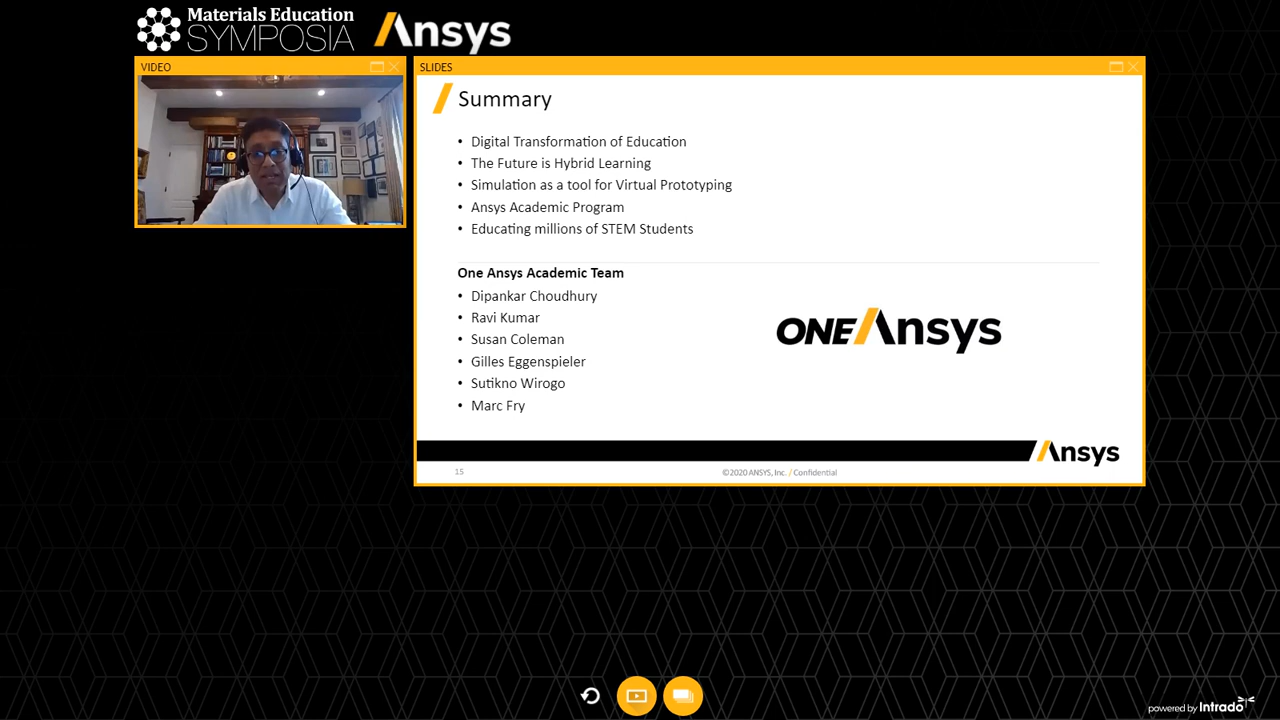 Materials Education
SYMPOSIA
Ansys
VIDEO
SLIDES
Summary
• Digital Transformation of Education
• The Future is Hybrid Learning
• Simulation as a tool for Virtual Prototyping
• Ansys Academic Program
• Educating millions of STEM Students
One Ansys Academic Team
• Dipankar Choudhury
• Ravi Kumar
• Susan Coleman
• Gilles Eggenspieler
• Sutikno Wirogo
• Marc Fry
ONE Ansys
Ansys
15
©2020 ANSYS, Inc. / Confidential
powered by Intrado